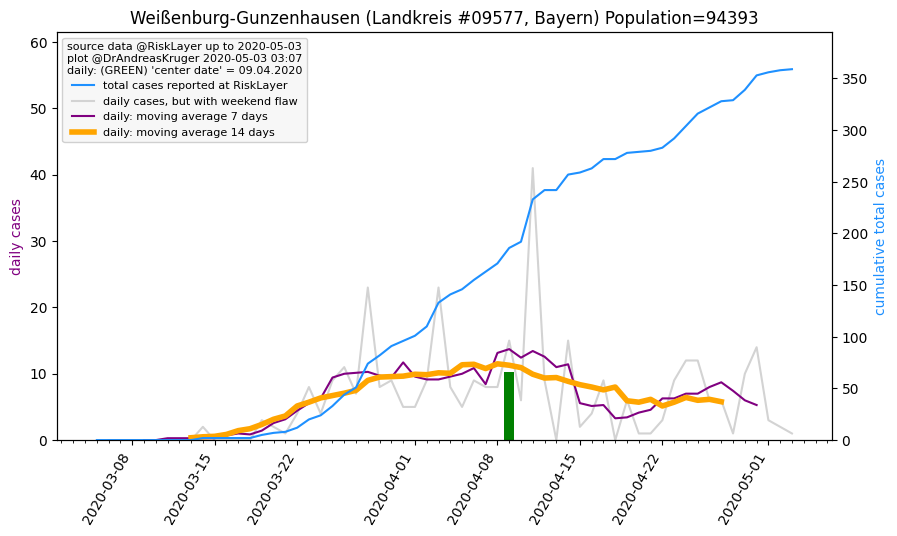 Weißenburg-Gunzenhausen (Landkreis #09577, Bayern) Population=94393
source data @RiskLayer up to 2020-05-03
plot @DrAndreasKruger 2020-05-03 03:07
daily: (GREEN) 'center date' = 09.04.2020
total cases reported at RiskLayer
daily cases, but with weekend flaw
daily: moving average 7 days
daily: moving average 14 days
daily cases
60
50
40
30
20
10
0
cumulative total cases
350
300
250
200
150
100
50
0
2020-03-08
2020-03-15
2020-03-22
2020-04-01
2020-04-08
2020-04-15
2020-04-22
2020-05-01